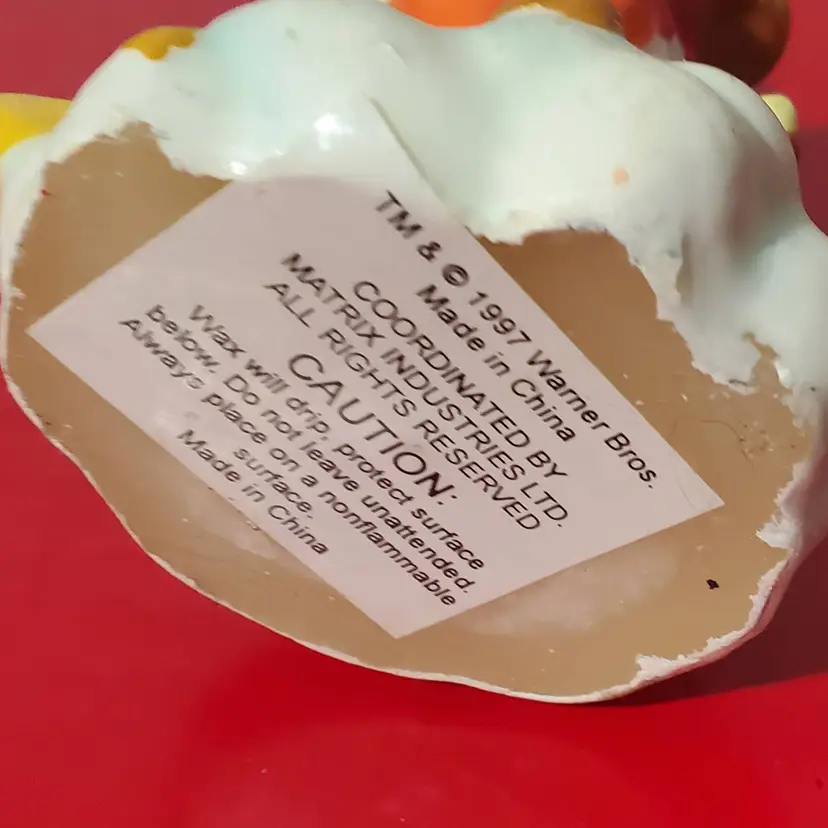 TM & © 1997 Warner Bros.
Made in China
COORDINATED BY
MATRIX INDUSTRIES LTD.
ALL RIGHTS RESERVED
CAUTION:
Wax will drip, protect surface
below. Do not leave unattended.
Always place on a nonflammable
surface.
Made in China